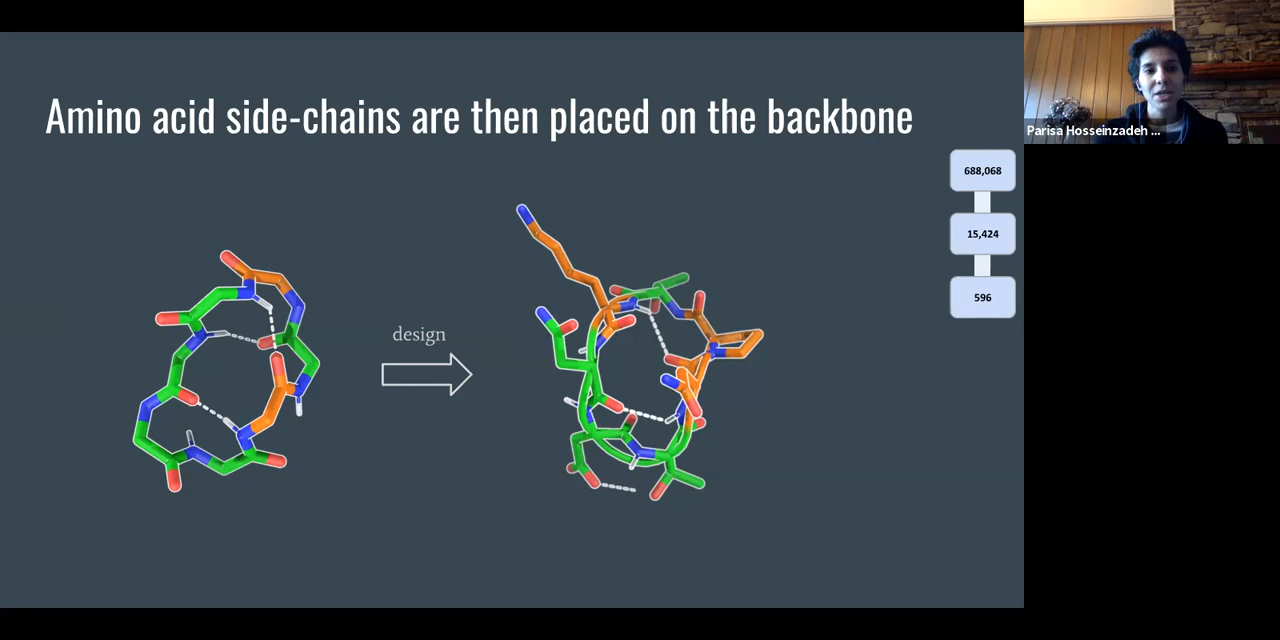 Amino acid side-chains are then placed on the backbone
Parisa Hosseinzadeh ...
688,068
15,424
596
design